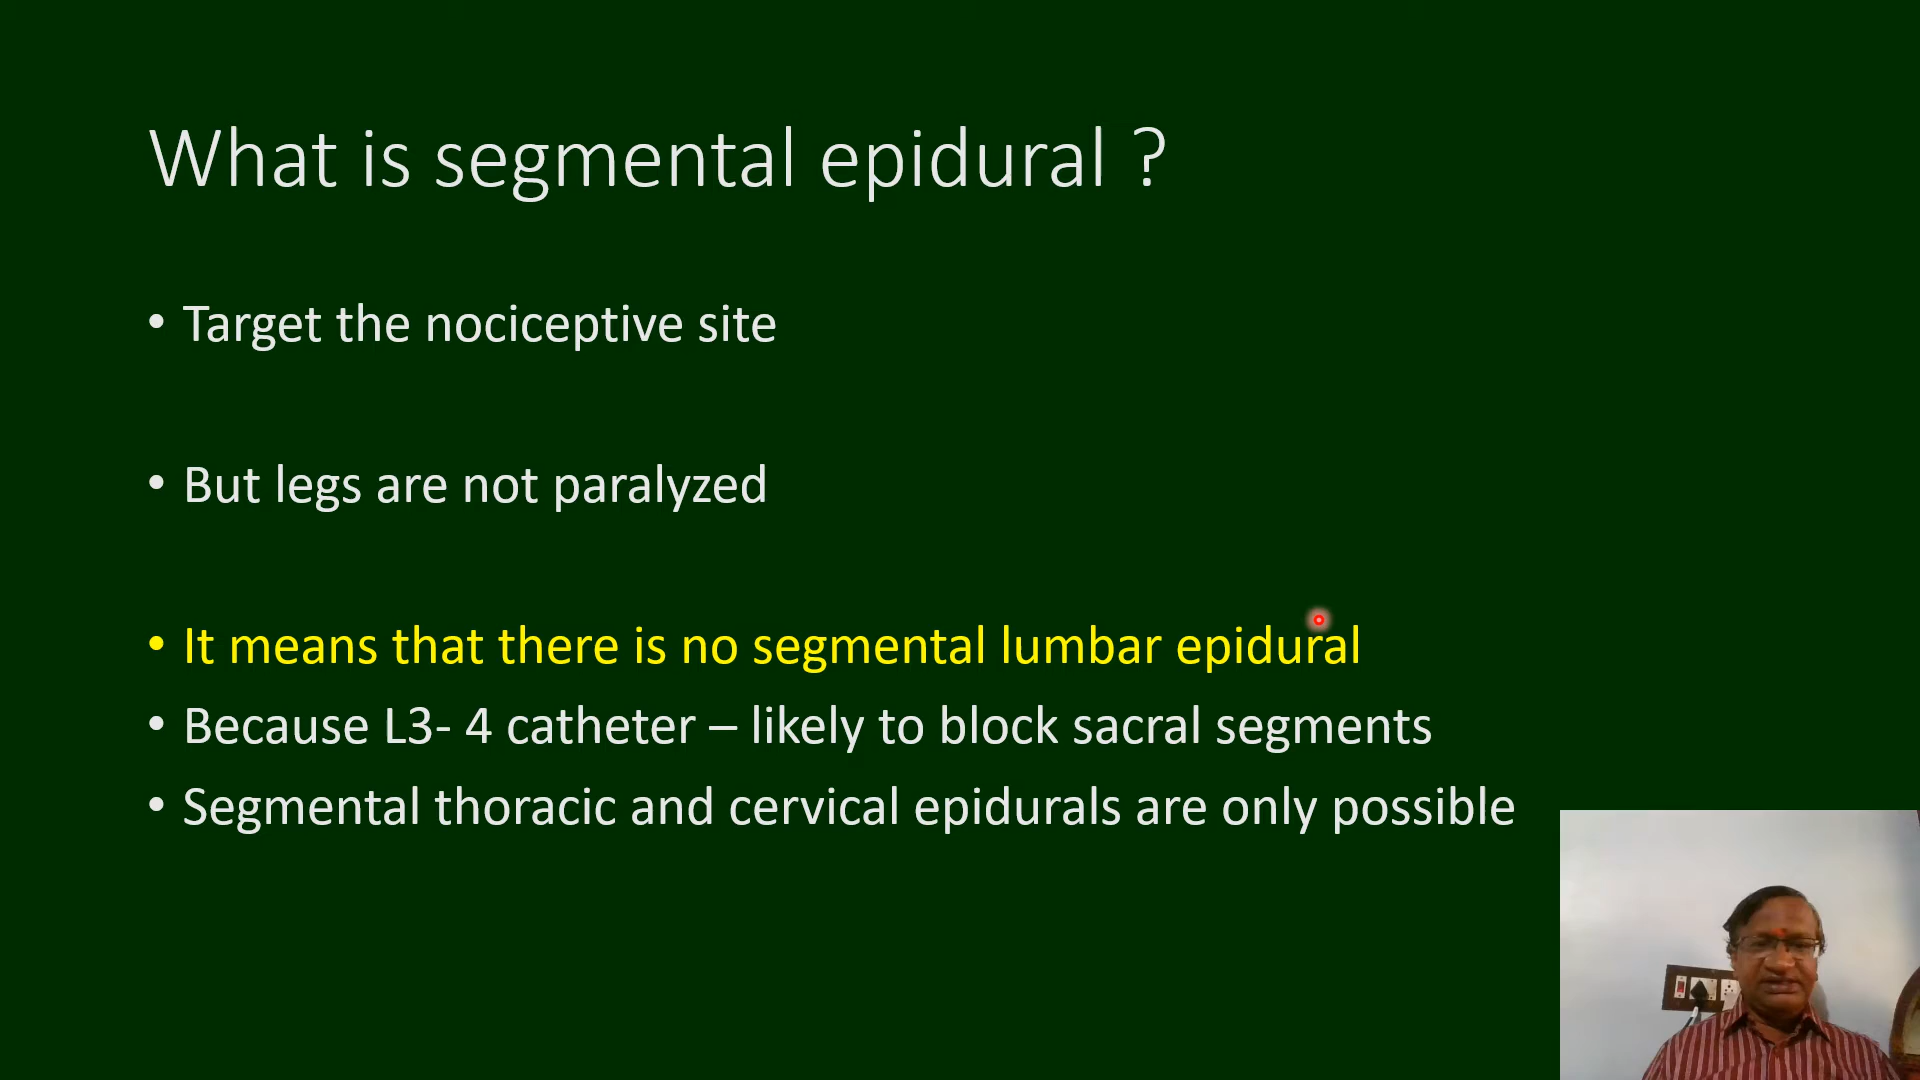 What is segmental epidural ?
• Target the nociceptive site
• But legs are not paralyzed
• It means that there is no segmental lumbar epidural
• Because L3- 4 catheter – likely to block sacral segments
• Segmental thoracic and cervical epidurals are only possible